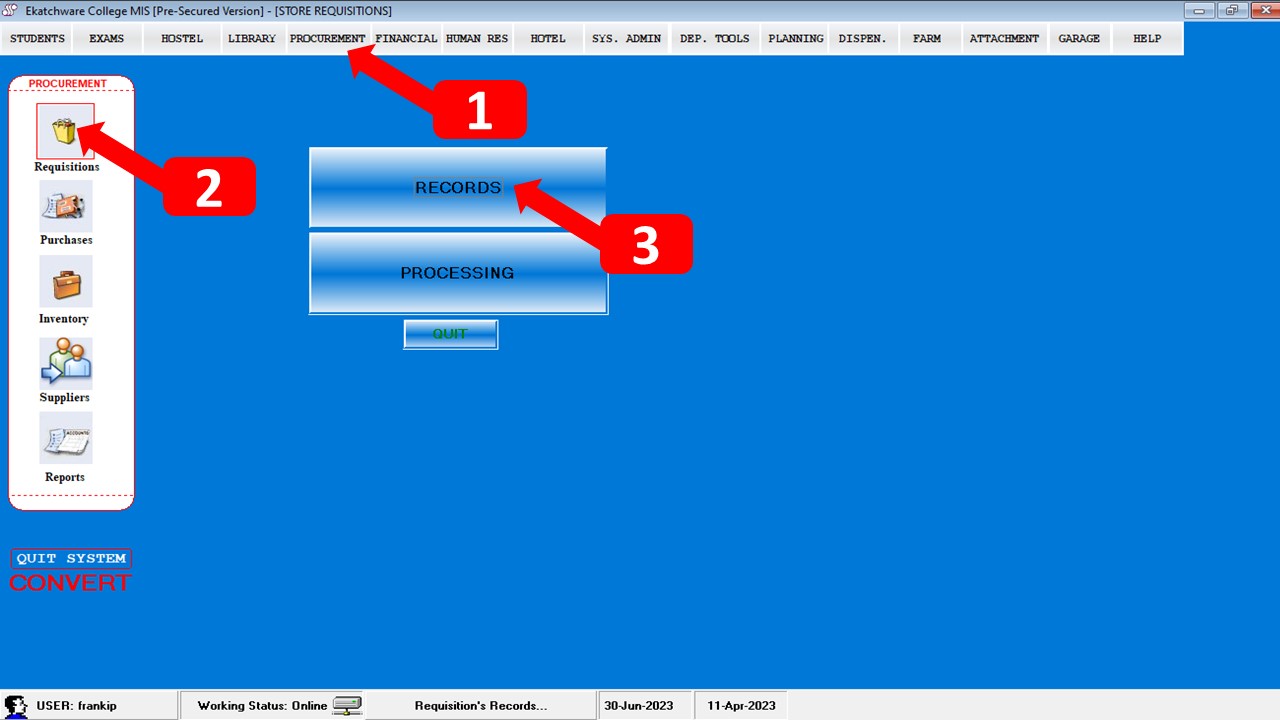 Ekatchware College MIS [Pre-Secured Version] - [STORE REQUISITIONS]
STUDENTS EXAMS HOSTEL LIBRARY PROCUREMENT FINANCIAL HUMAN RES HOTEL SYS. ADMIN DEP. TOOLS PLANNING DISPEN. FARM ATTACHMENT GARAGE HELP
PROCUREMENT
1
Requisitions
2
RECORDS
Purchases
3
PROCESSING
Inventory
QUIT
Suppliers
ACCOUNTS
Reports
QUIT SYSTEM
CONVERT
USER: frankip Working Status: Online Requisition's Records... 30-Jun-2023 11-Apr-2023